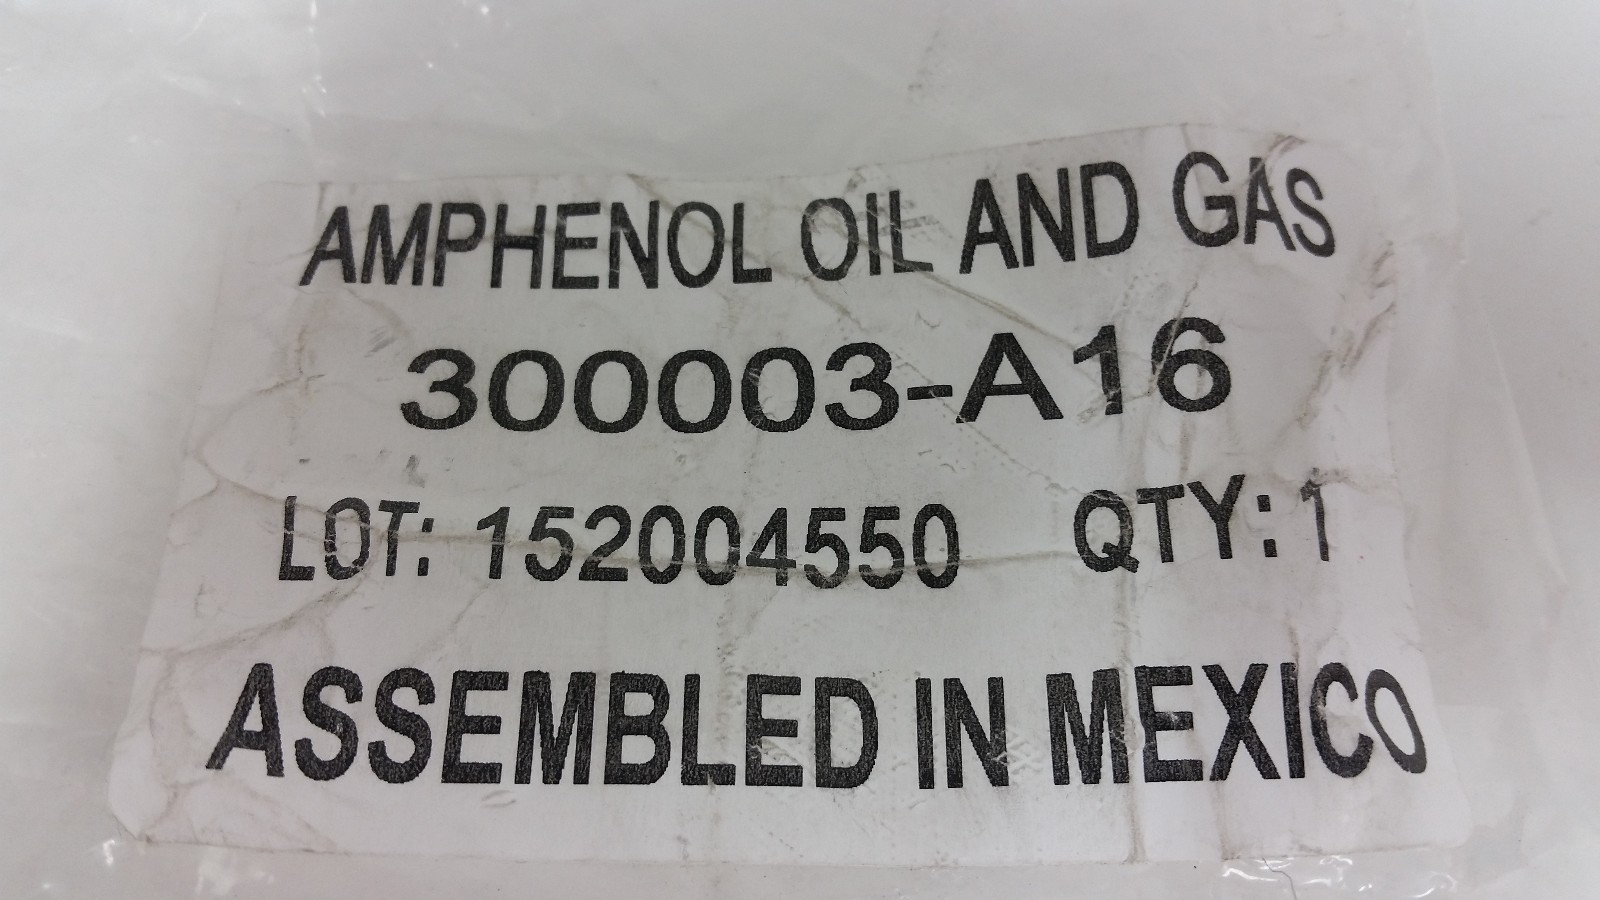 AMPHENOL OIL AND GAS
300003-A16
LOT: 152004550 QTY: 1
ASSEMBLED IN MEXICO